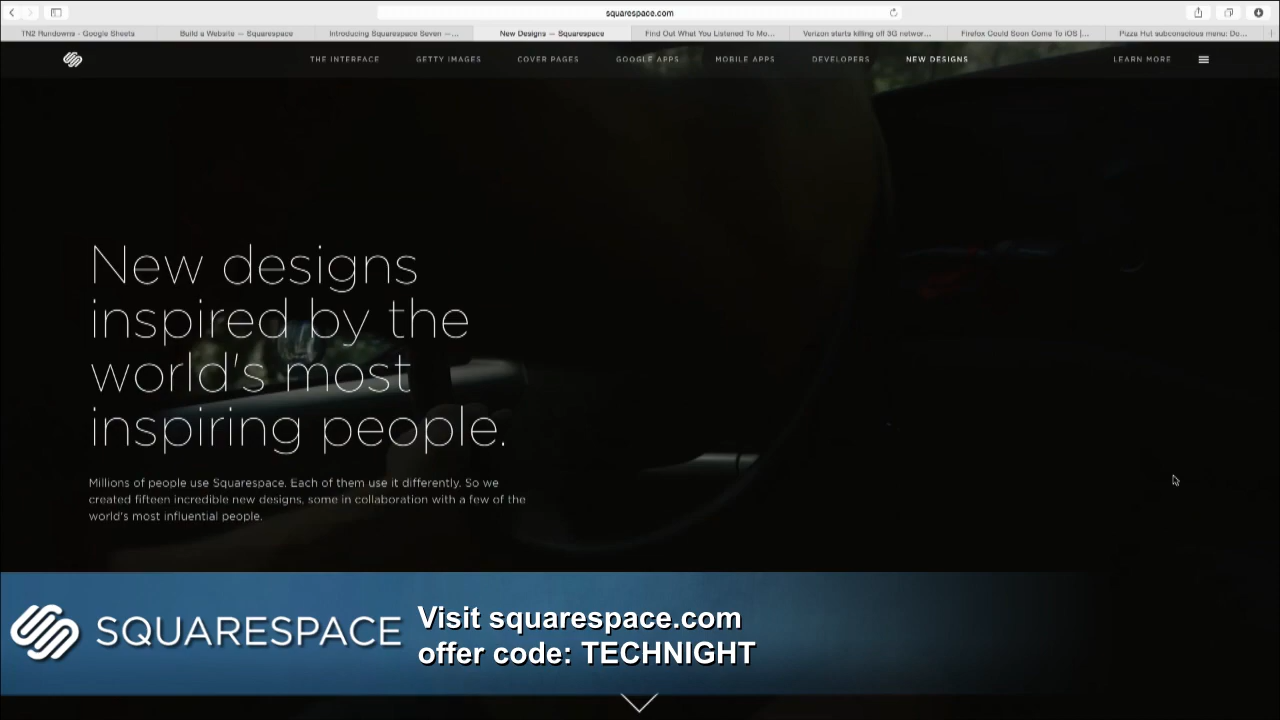 squarespace.com
TN2 Rundowns - Google Sheets
Build a Website — Squarespace
Introducing Squarespace Seven —...
New Designs — Squarespace
Find Out What You Listened To Mo...
Verizon starts killing off 3G networ...
Firefox Could Soon Come To iOS |...
Pizza Hut subconscious menu: Do...
THE INTERFACE
GETTY IMAGES
COVER PAGES
GOOGLE APPS
MOBILE APPS
DEVELOPERS
NEW DESIGNS
LEARN MORE
New designs
inspired by the
world's most
inspiring people.
Millions of people use Squarespace. Each of them use it differently. So we
created fifteen incredible new designs, some in collaboration with a few of the
world's most influential people.
SQUARESPACE
Visit squarespace.com
offer code: TECHNIGHT